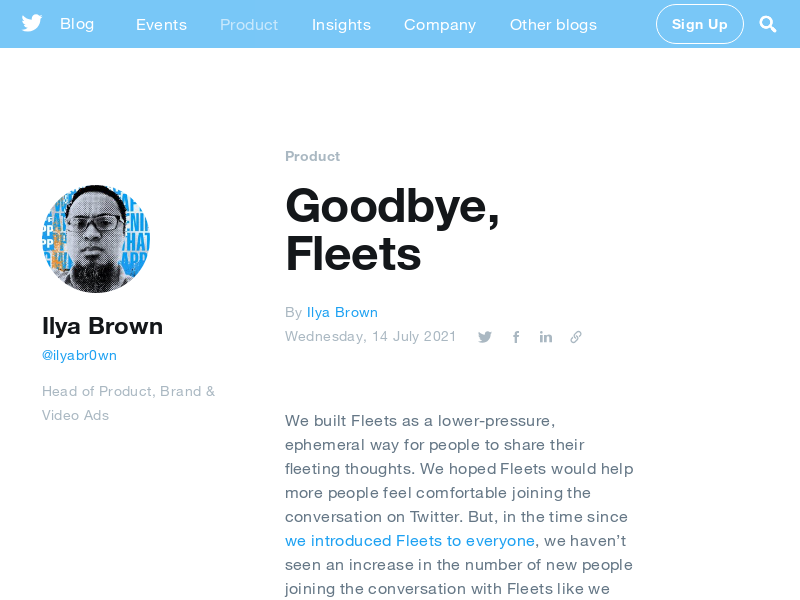 Blog Events Product Insights Company Other blogs Sign Up
Product
Goodbye,
Fleets
By Ilya Brown
Wednesday, 14 July 2021
Ilya Brown
@ilyabr0wn
Head of Product, Brand &
Video Ads
We built Fleets as a lower-pressure,
ephemeral way for people to share their
fleeting thoughts. We hoped Fleets would help
more people feel comfortable joining the
conversation on Twitter. But, in the time since
we introduced Fleets to everyone, we haven’t
seen an increase in the number of new people
joining the conversation with Fleets like we